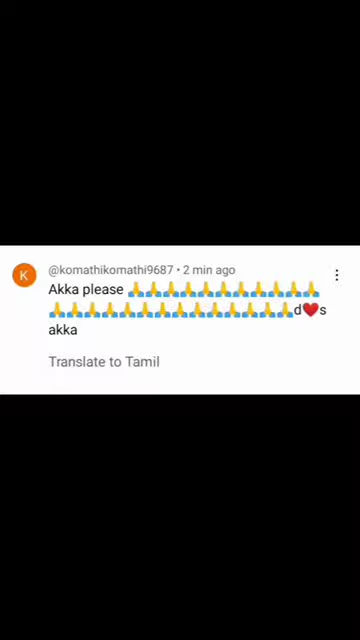 K
@komathikomathi9687 • 2 min ago
Akka please 🙏🙏🙏🙏🙏🙏🙏🙏🙏🙏🙏
🙏🙏🙏🙏🙏🙏🙏🙏🙏🙏🙏🙏🙏🙏d❤️s
akka
Translate to Tamil